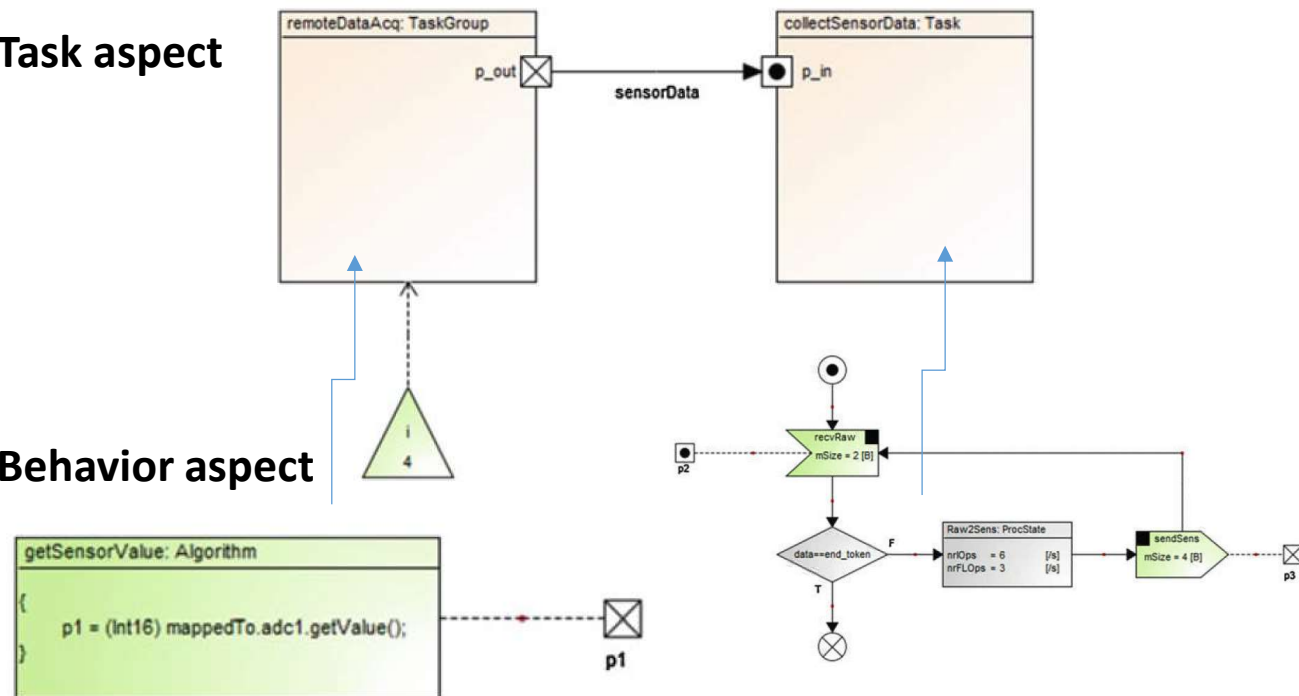 Task aspect
remoteDataAcq: TaskGroup
p_out
sensorData
collectSensorData: Task
p_in
i
4
Behavior aspect
getSensorValue: Algorithm
{
p1 = (Int16) mappedTo.adc1.getValue();
}
p1
p2
recvRaw
mSize = 2 [B]
data==end_token
F
T
Raw2Sens: ProcState
nrIOps = 6 [/s]
nrFLOps = 3 [/s]
sendSens
mSize = 4 [B]
p3